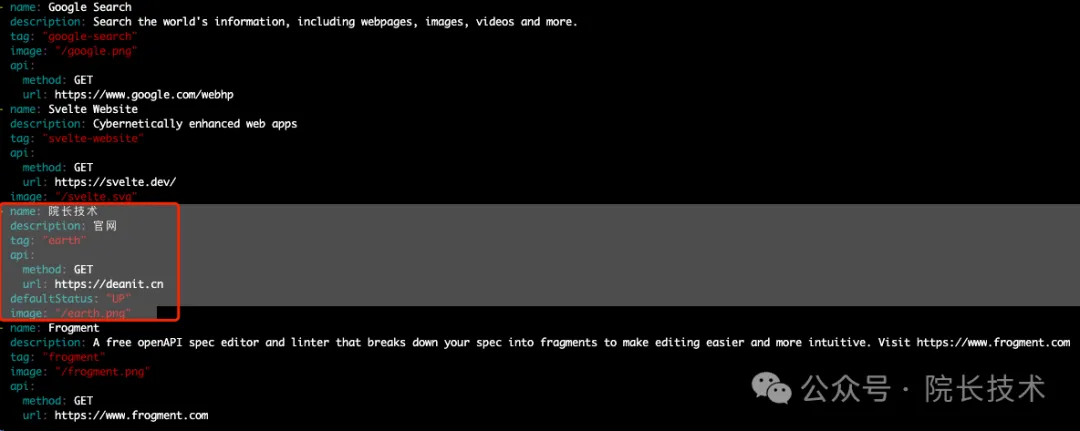 - name: Google Search
  description: Search the world's information, including webpages, images, videos and more.
  tag: "google-search"
  image: "/google.png"
  api:
    method: GET
    url: https://www.google.com/webhp
- name: Svelte Website
  description: Cybernetically enhanced web apps
  tag: "svelte-website"
  api:
    method: GET
    url: https://svelte.dev/
  image: "/svelte.svg"
- name: 院长技术
  description: 官网
  tag: "earth"
  api:
    method: GET
    url: https://deanit.cn
  defaultStatus: "UP"
  image: "/earth.png"
- name: Frogment
  description: A free openAPI spec editor and linter that breaks down your spec into fragments to make editing easier and more intuitive. Visit https://www.frogment.com
  tag: "frogment"
  image: "/frogment.png"
  api:
    method: GET
    url: https://www.frogment.com
公众号 · 院长技术